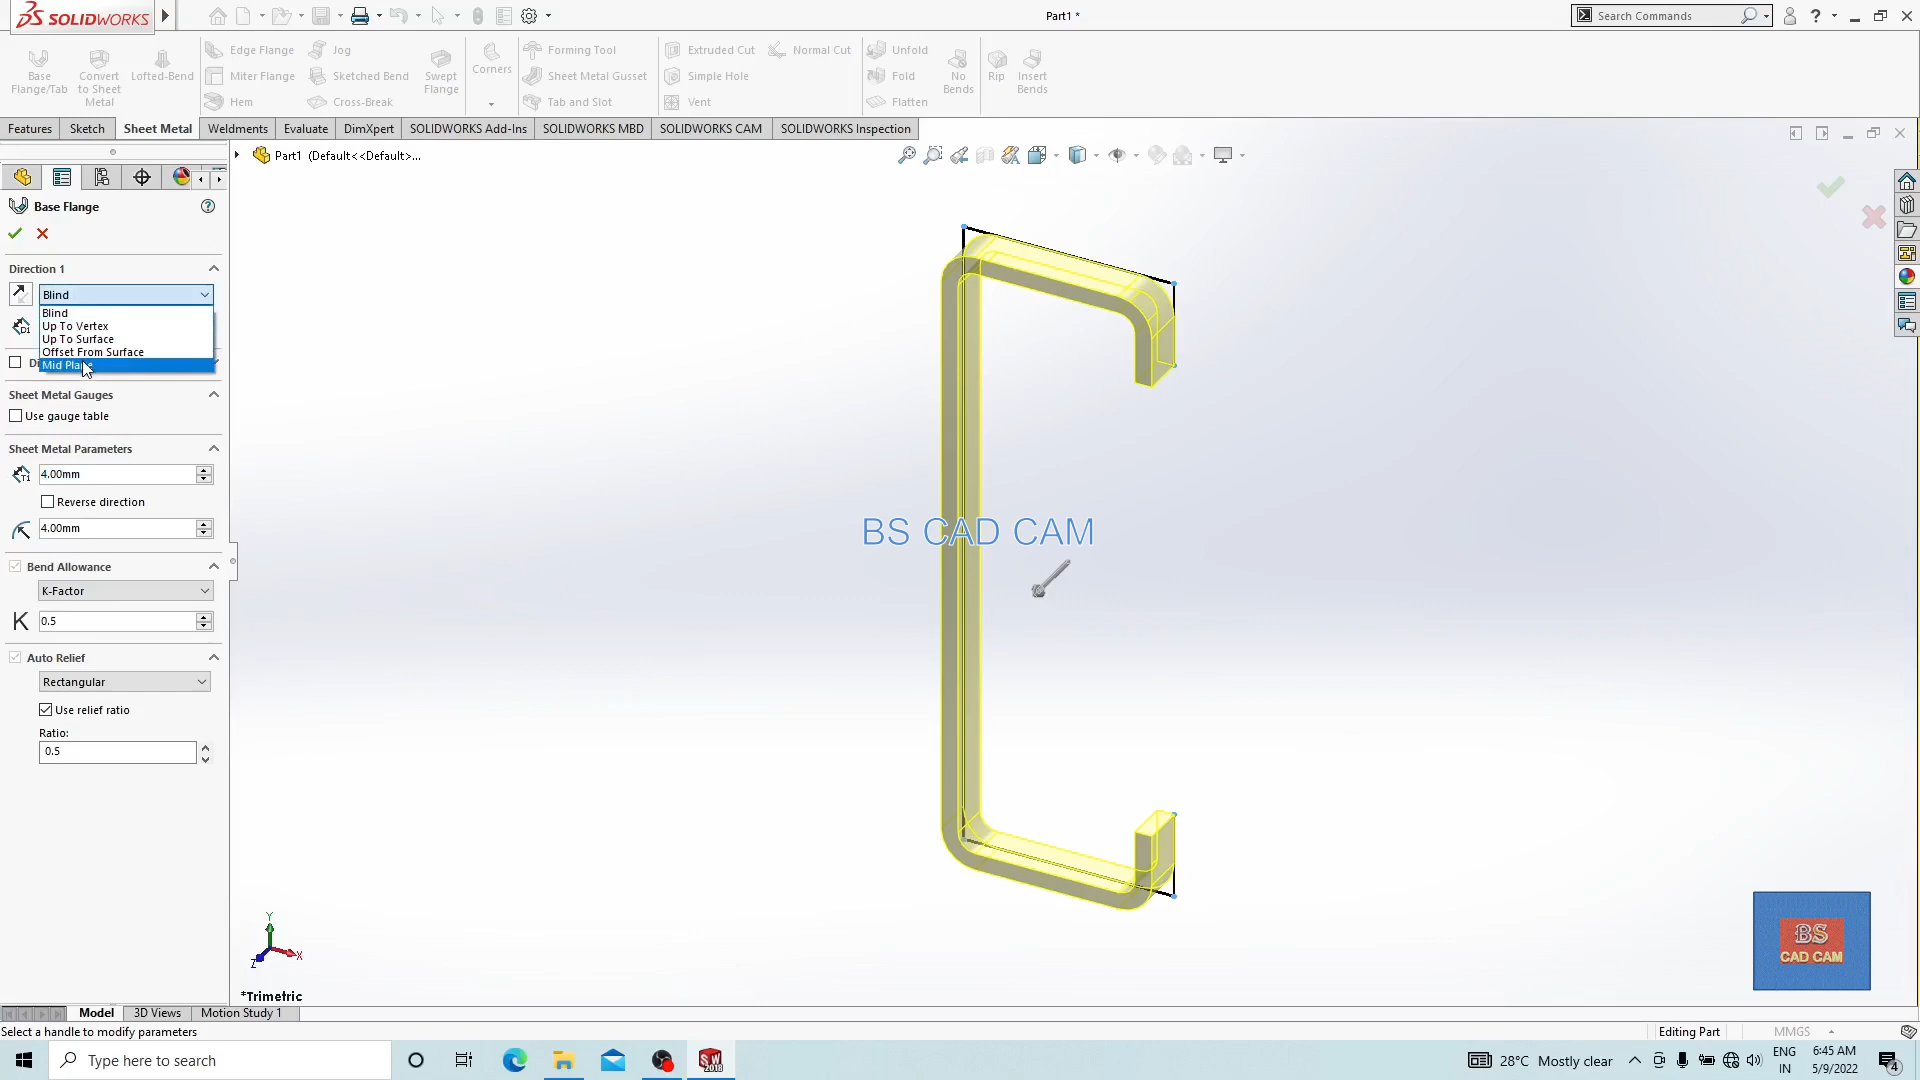 SOLIDWORKS
Part1 *
Search Commands
Base Flange/Tab
Convert to Sheet Metal
Lofted-Bend
Edge Flange
Miter Flange
Hem
Jog
Sketched Bend
Cross-Break
Swept Flange
Corners
Forming Tool
Sheet Metal Gusset
Tab and Slot
Extruded Cut
Simple Hole
Vent
Normal Cut
Unfold
Fold
Flatten
No Bends
Rip
Insert Bends
Features Sketch Sheet Metal Weldments Evaluate DimXpert SOLIDWORKS Add-Ins SOLIDWORKS MBD SOLIDWORKS CAM SOLIDWORKS Inspection
Part1 (Default<<Default>...
Base Flange
Direction 1
Blind
Blind
Up To Vertex
Up To Surface
Offset From Surface
Mid Plane
Sheet Metal Gauges
Use gauge table
Sheet Metal Parameters
4.00mm
Reverse direction
4.00mm
Bend Allowance
K-Factor
K 0.5
Auto Relief
Rectangular
Use relief ratio
Ratio:
0.5
BS CAD CAM
Y
X
Z
*Trimetric
BS
CAD CAM
Model 3D Views Motion Study 1
Select a handle to modify parameters
Editing Part
MMGS
Type here to search
SW
2018
28°C Mostly clear
ENG
IN
6:45 AM
5/9/2022
4